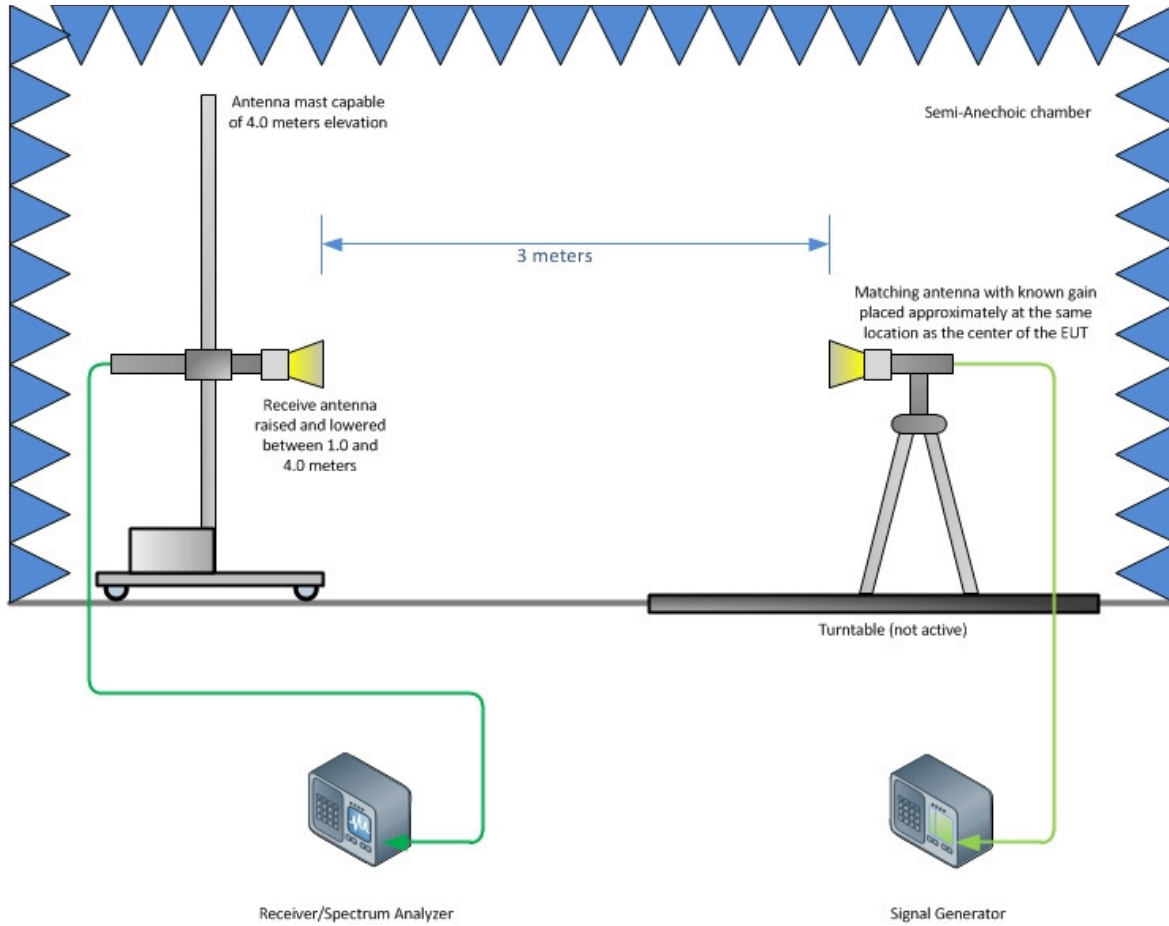 Antenna mast capable
of 4.0 meters elevation
Semi-Anechoic chamber
3 meters
Matching antenna with known gain
placed approximately at the same
location as the center of the EUT
Receive antenna
raised and lowered
between 1.0 and
4.0 meters
Turntable (not active)
Receiver/Spectrum Analyzer
Signal Generator